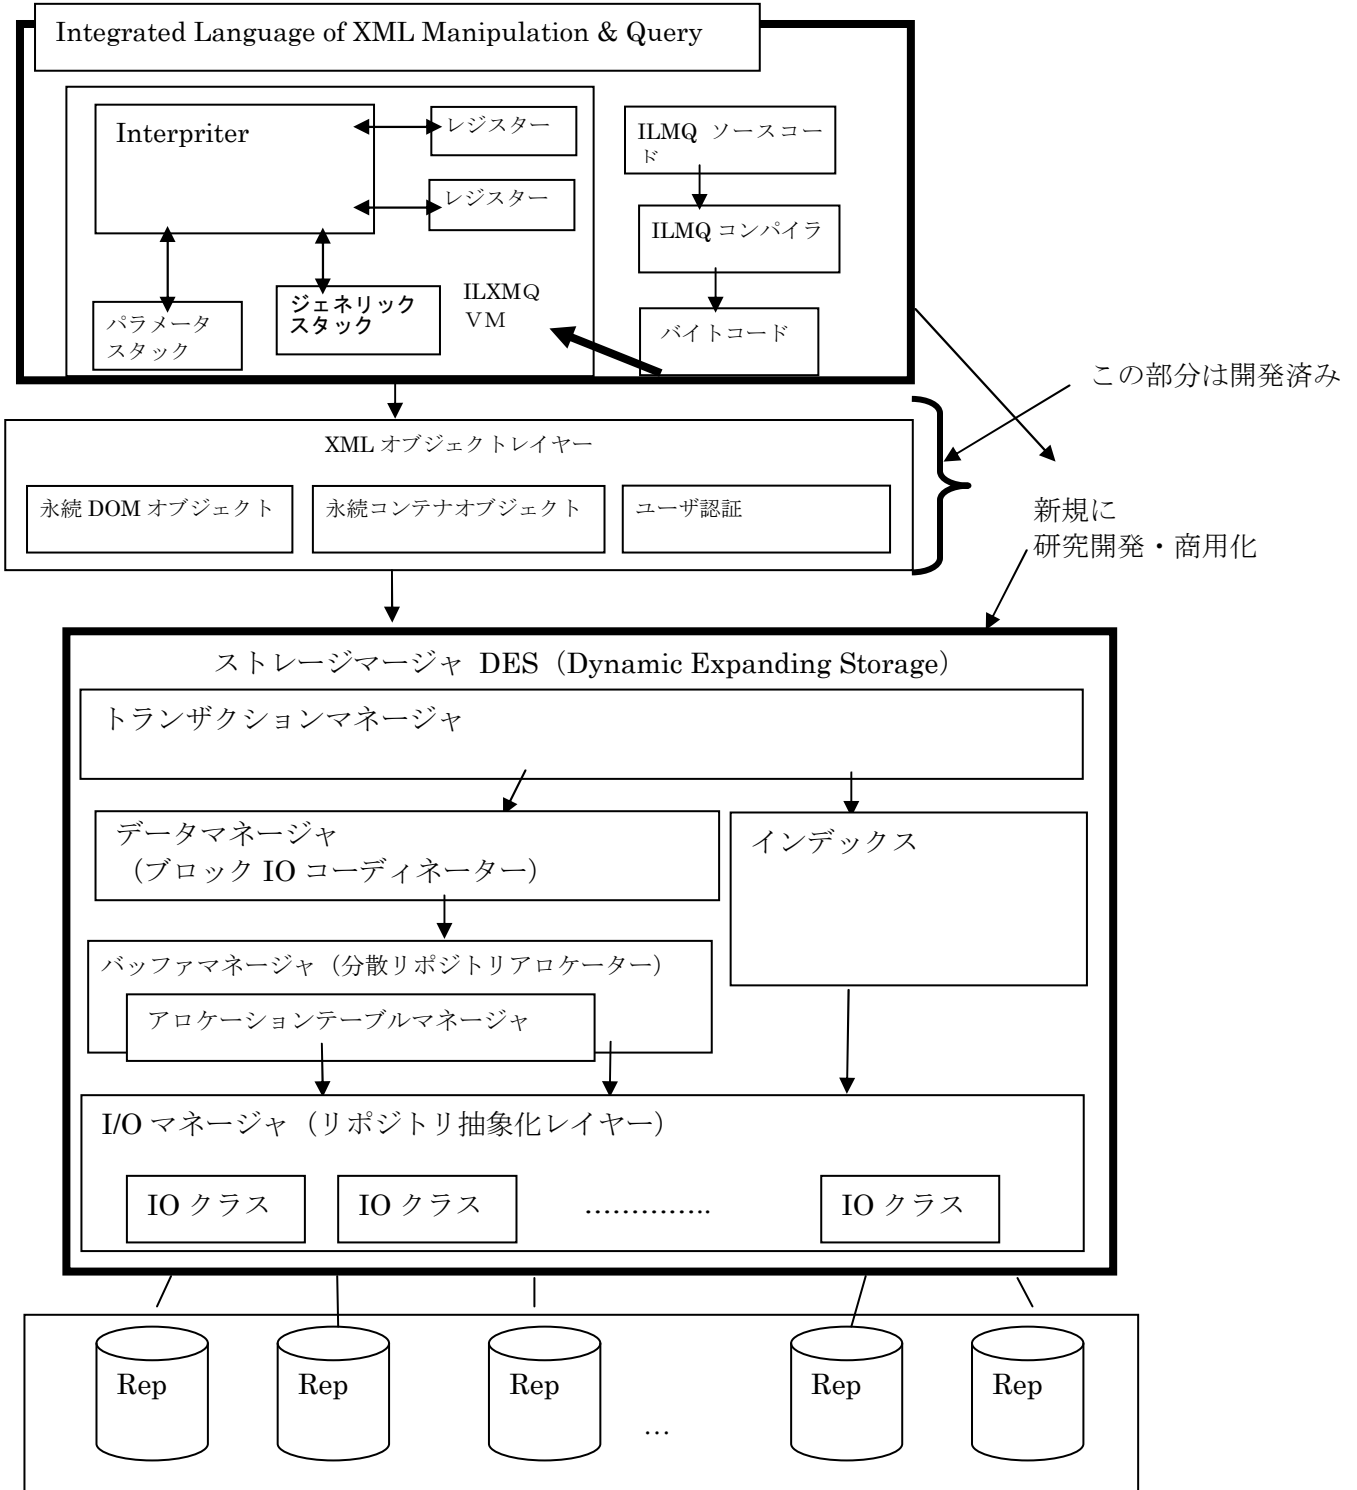 Integrated Language of XML Manipulation & Query
Interpriter
レジスター
レジスター
パラメータ
スタック
ジェネリック
スタック
ILXMQ
ＶＭ
ILMQ ソースコー
ド
ILMQ コンパイラ
バイトコード
この部分は開発済み
XML オブジェクトレイヤー
永続 DOM オブジェクト
永続コンテナオブジェクト
ユーザ認証
新規に
研究開発・商用化
ストレージマージャ DES（Dynamic Expanding Storage）
トランザクションマネージャ
データマネージャ
（ブロック IO コーディネーター）
インデックス
バッファマネージャ（分散リポジトリアロケーター）
アロケーションテーブルマネージャ
I/O マネージャ（リポジトリ抽象化レイヤー）
IO クラス
IO クラス
…………..
IO クラス
Rep
Rep
Rep
…
Rep
Rep